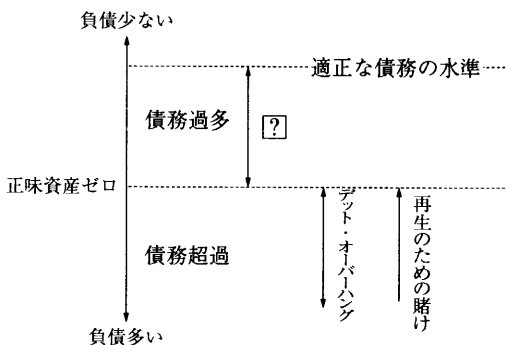 負債少ない
適正な債務の水準
債務過多
?
正味資産ゼロ
債務超過
デット・オーバーハング
再生のための賭け
負債多い